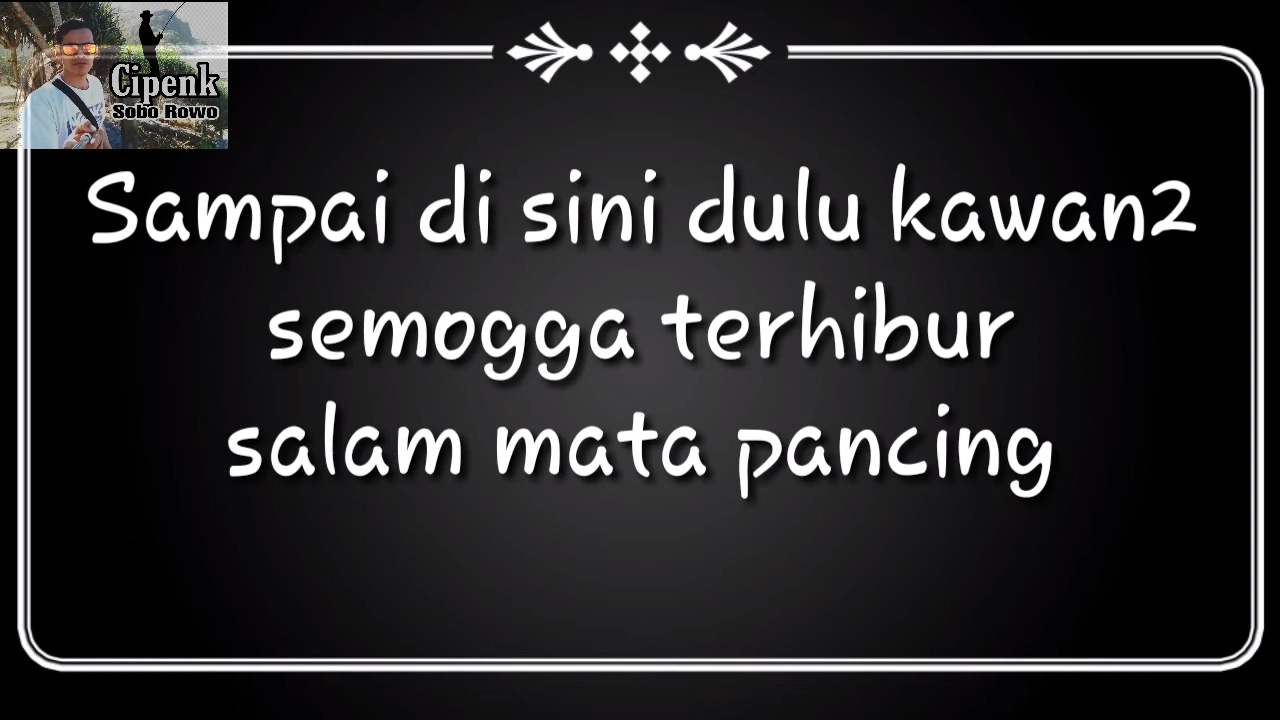 Cipenk
Sobo Rowo
Sampai di sini dulu kawan2
semogga terhibur
salam mata pancing